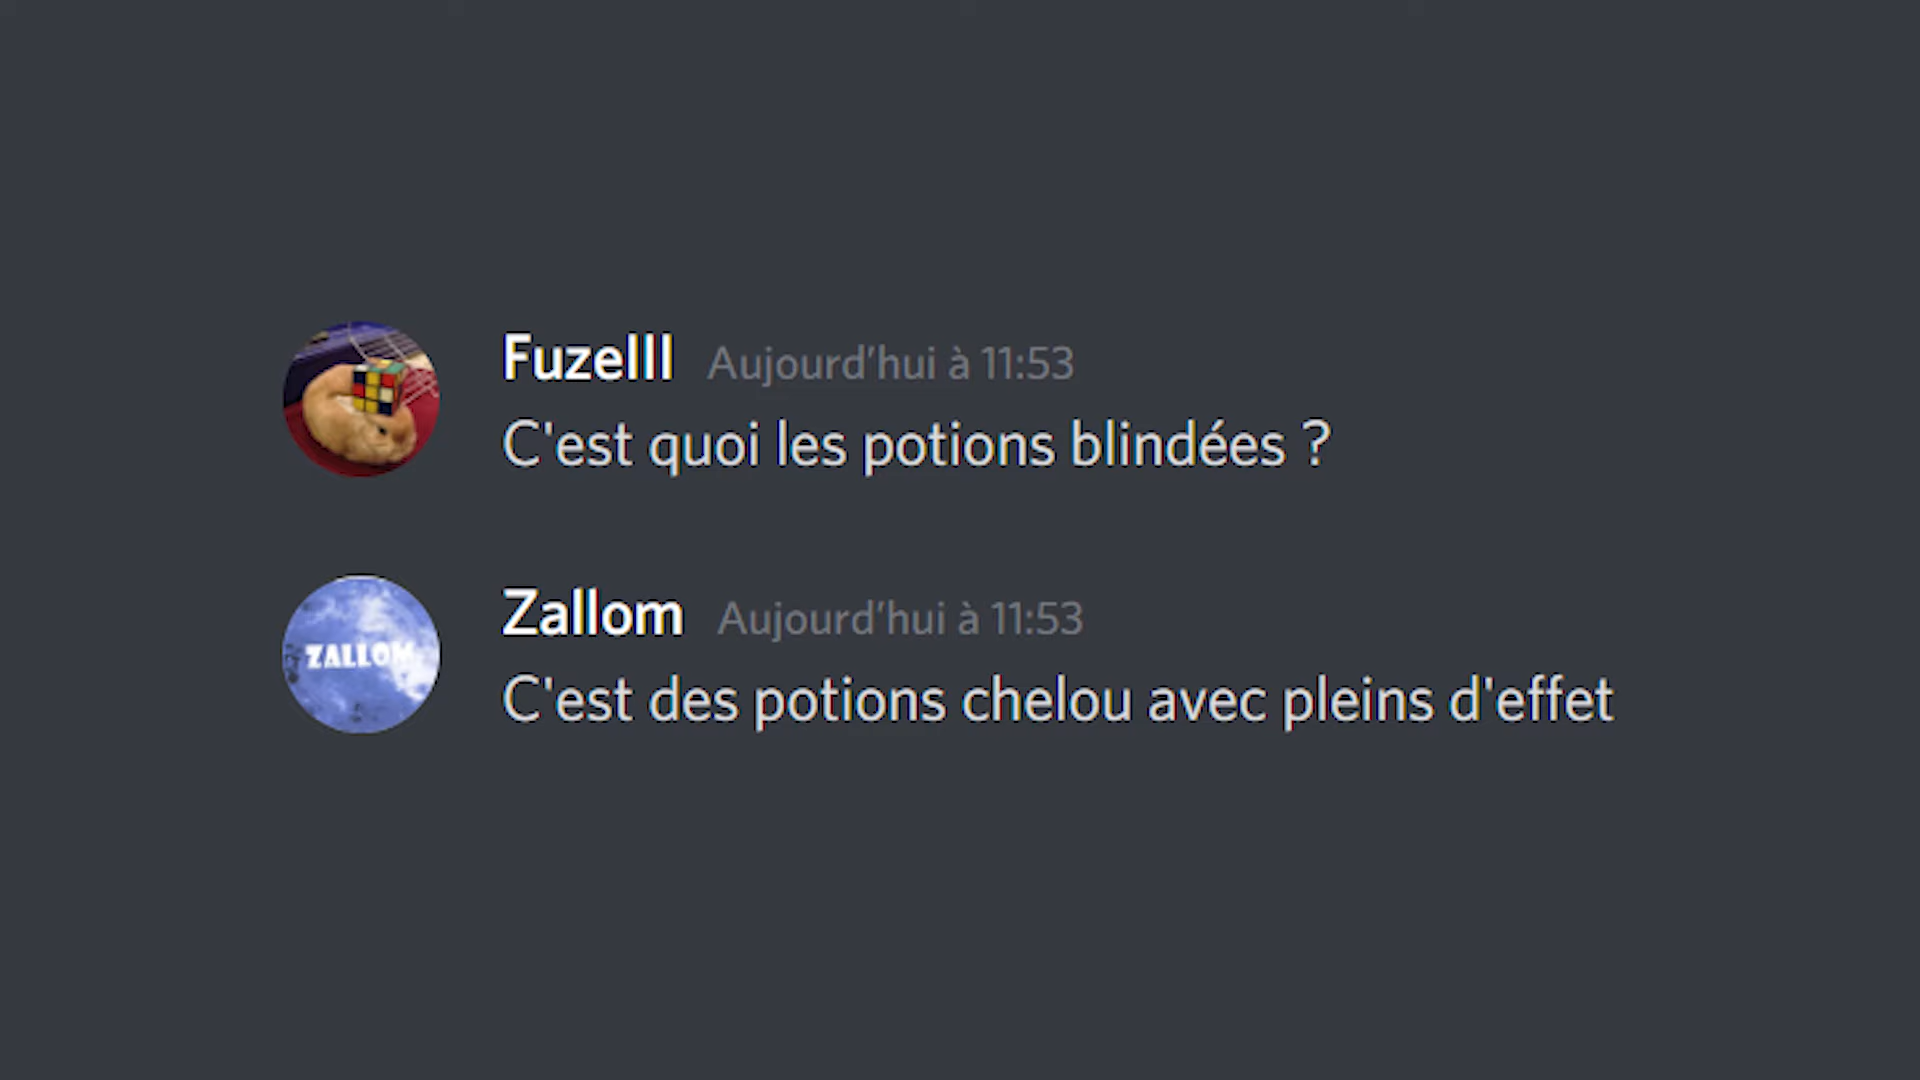 Fuzelll Aujourd'hui à 11:53
C'est quoi les potions blindées ?
Zallom Aujourd'hui à 11:53
ZALLOM
C'est des potions chelou avec pleins d'effet